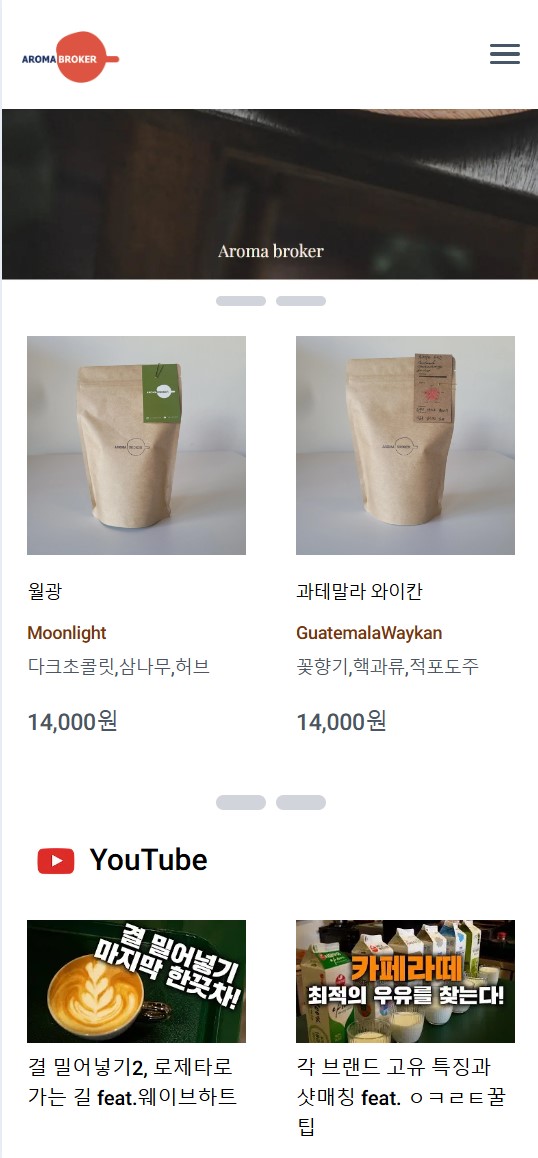 AROMA BROKER
Aroma broker
월광
Moonlight
다크초콜릿,삼나무,허브
14,000원
과테말라 와이칸
GuatemalaWaykan
꽃향기,핵과류,적포도주
14,000원
YouTube
결 밀어넣기
마지막 한끗차!
결 밀어넣기2, 로제타로
가는 길 feat.웨이브하트
카페라떼
최적의 우유를 찾는다!
각 브랜드 고유 특징과
샷매칭 feat. ㅇㅋㄹㅌ꿀
팁